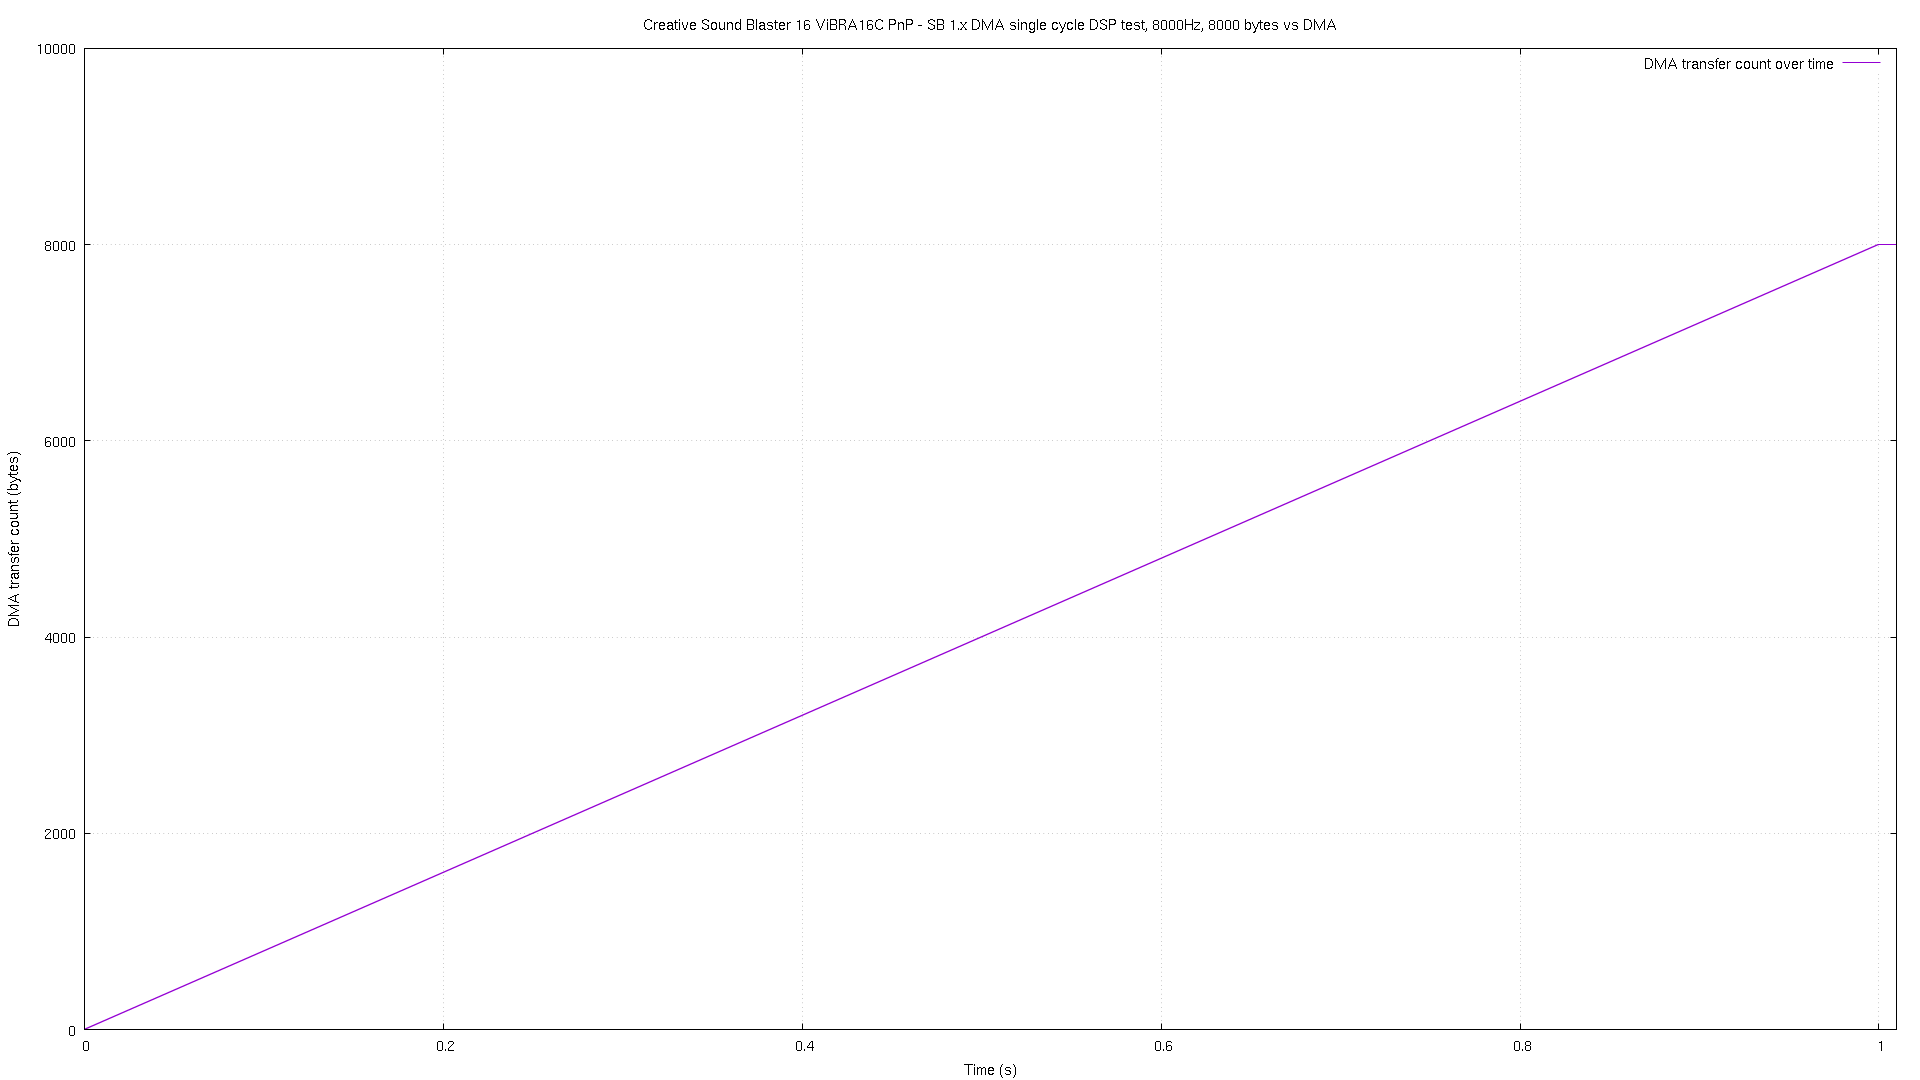 Creative Sound Blaster 16 ViBRA16C PnP - SB 1.x DMA single cycle DSP test, 8000Hz, 8000 bytes vs DMA
DMA transfer count over time
10000
8000
6000
4000
2000
0
DMA transfer count (bytes)
0 0.2 0.4 0.6 0.8 1
Time (s)